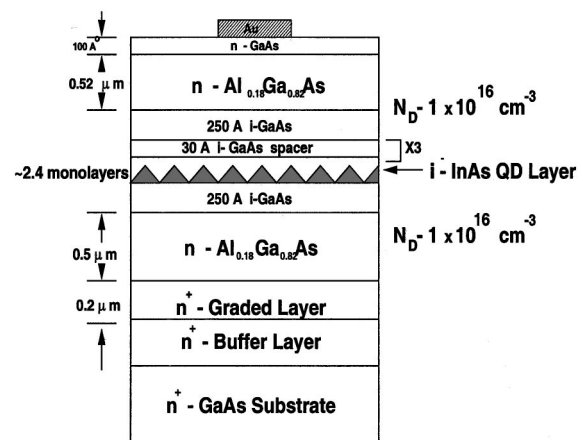 Au
100 A°
n - GaAs
0.52 μm
n - Al0.18Ga0.82As
ND- 1 x10^16 cm^-3
250 A i-GaAs
30 A i- GaAs spacer
X3
~2.4 monolayers
i - InAs QD Layer
250 A i-GaAs
0.5 μm
n - Al0.18Ga0.82As
ND- 1 x10^16 cm^-3
0.2 μm
n+ - Graded Layer
n+ - Buffer Layer
n+ - GaAs Substrate